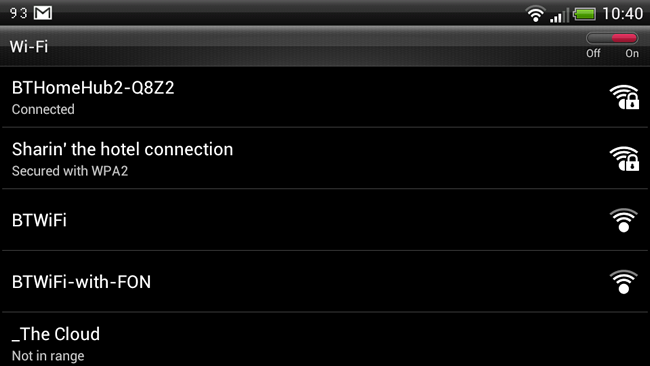 93 10:40
Wi-Fi
Off On
BTHomeHub2-Q8Z2
Connected
Sharin' the hotel connection
Secured with WPA2
BTWiFi
BTWiFi-with-FON
_The Cloud
Not in range